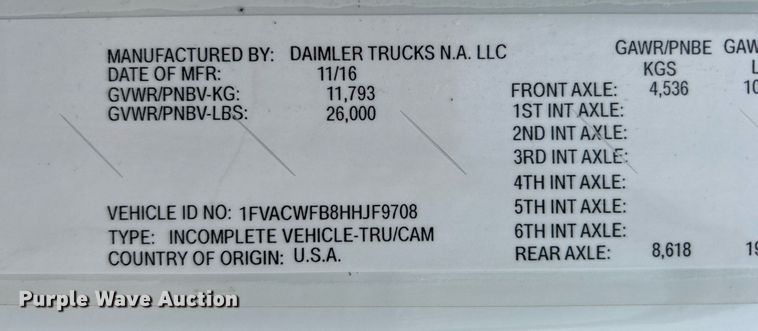 MANUFACTURED BY: DAIMLER TRUCKS N.A. LLC
DATE OF MFR: 11/16
GVWR/PNBV-KG: 11,793
GVWR/PNBV-LBS: 26,000
VEHICLE ID NO: 1FVACWFB8HHJF9708
TYPE: INCOMPLETE VEHICLE-TRU/CAM
COUNTRY OF ORIGIN: U.S.A.
GAWR/PNBE GAW
KGS L
FRONT AXLE: 4,536 10
1ST INT AXLE:
2ND INT AXLE:
3RD INT AXLE:
4TH INT AXLE:
5TH INT AXLE:
6TH INT AXLE:
REAR AXLE: 8,618 19
Purple Wave Auction